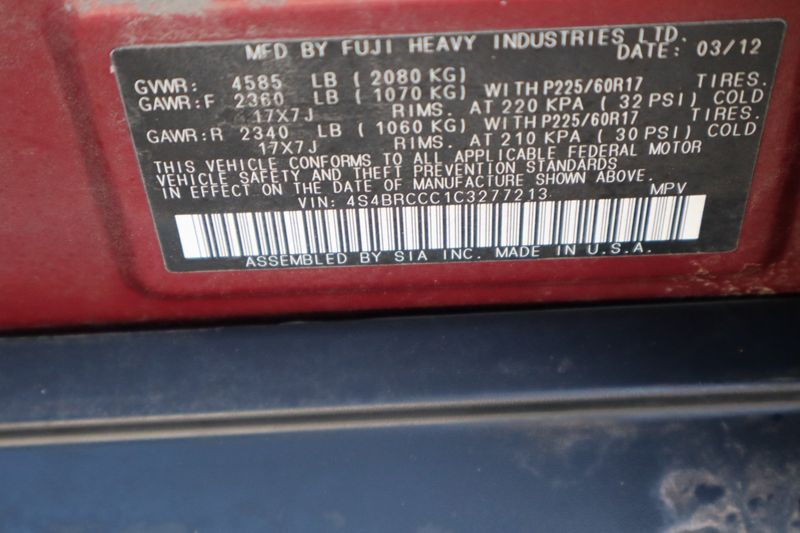 MFD BY FUJI HEAVY INDUSTRIES LTD.
DATE: 03/12
GVWR: 4585 LB ( 2080 KG)
GAWR:F 2360 LB ( 1070 KG) WITH P225/60R17 TIRES.
17X7J RIMS. AT 220 KPA ( 32 PSI) COLD
GAWR:R 2340 LB ( 1060 KG) WITH P225/60R17 TIRES.
17X7J RIMS. AT 210 KPA ( 30 PSI) COLD
THIS VEHICLE CONFORMS TO ALL APPLICABLE FEDERAL MOTOR
VEHICLE SAFETY AND THEFT PREVENTION STANDARDS
IN EFFECT ON THE DATE OF MANUFACTURE SHOWN ABOVE.
VIN: 4S4BRCCC1C3277213 MPV
ASSEMBLED BY SIA INC. MADE IN U.S.A.